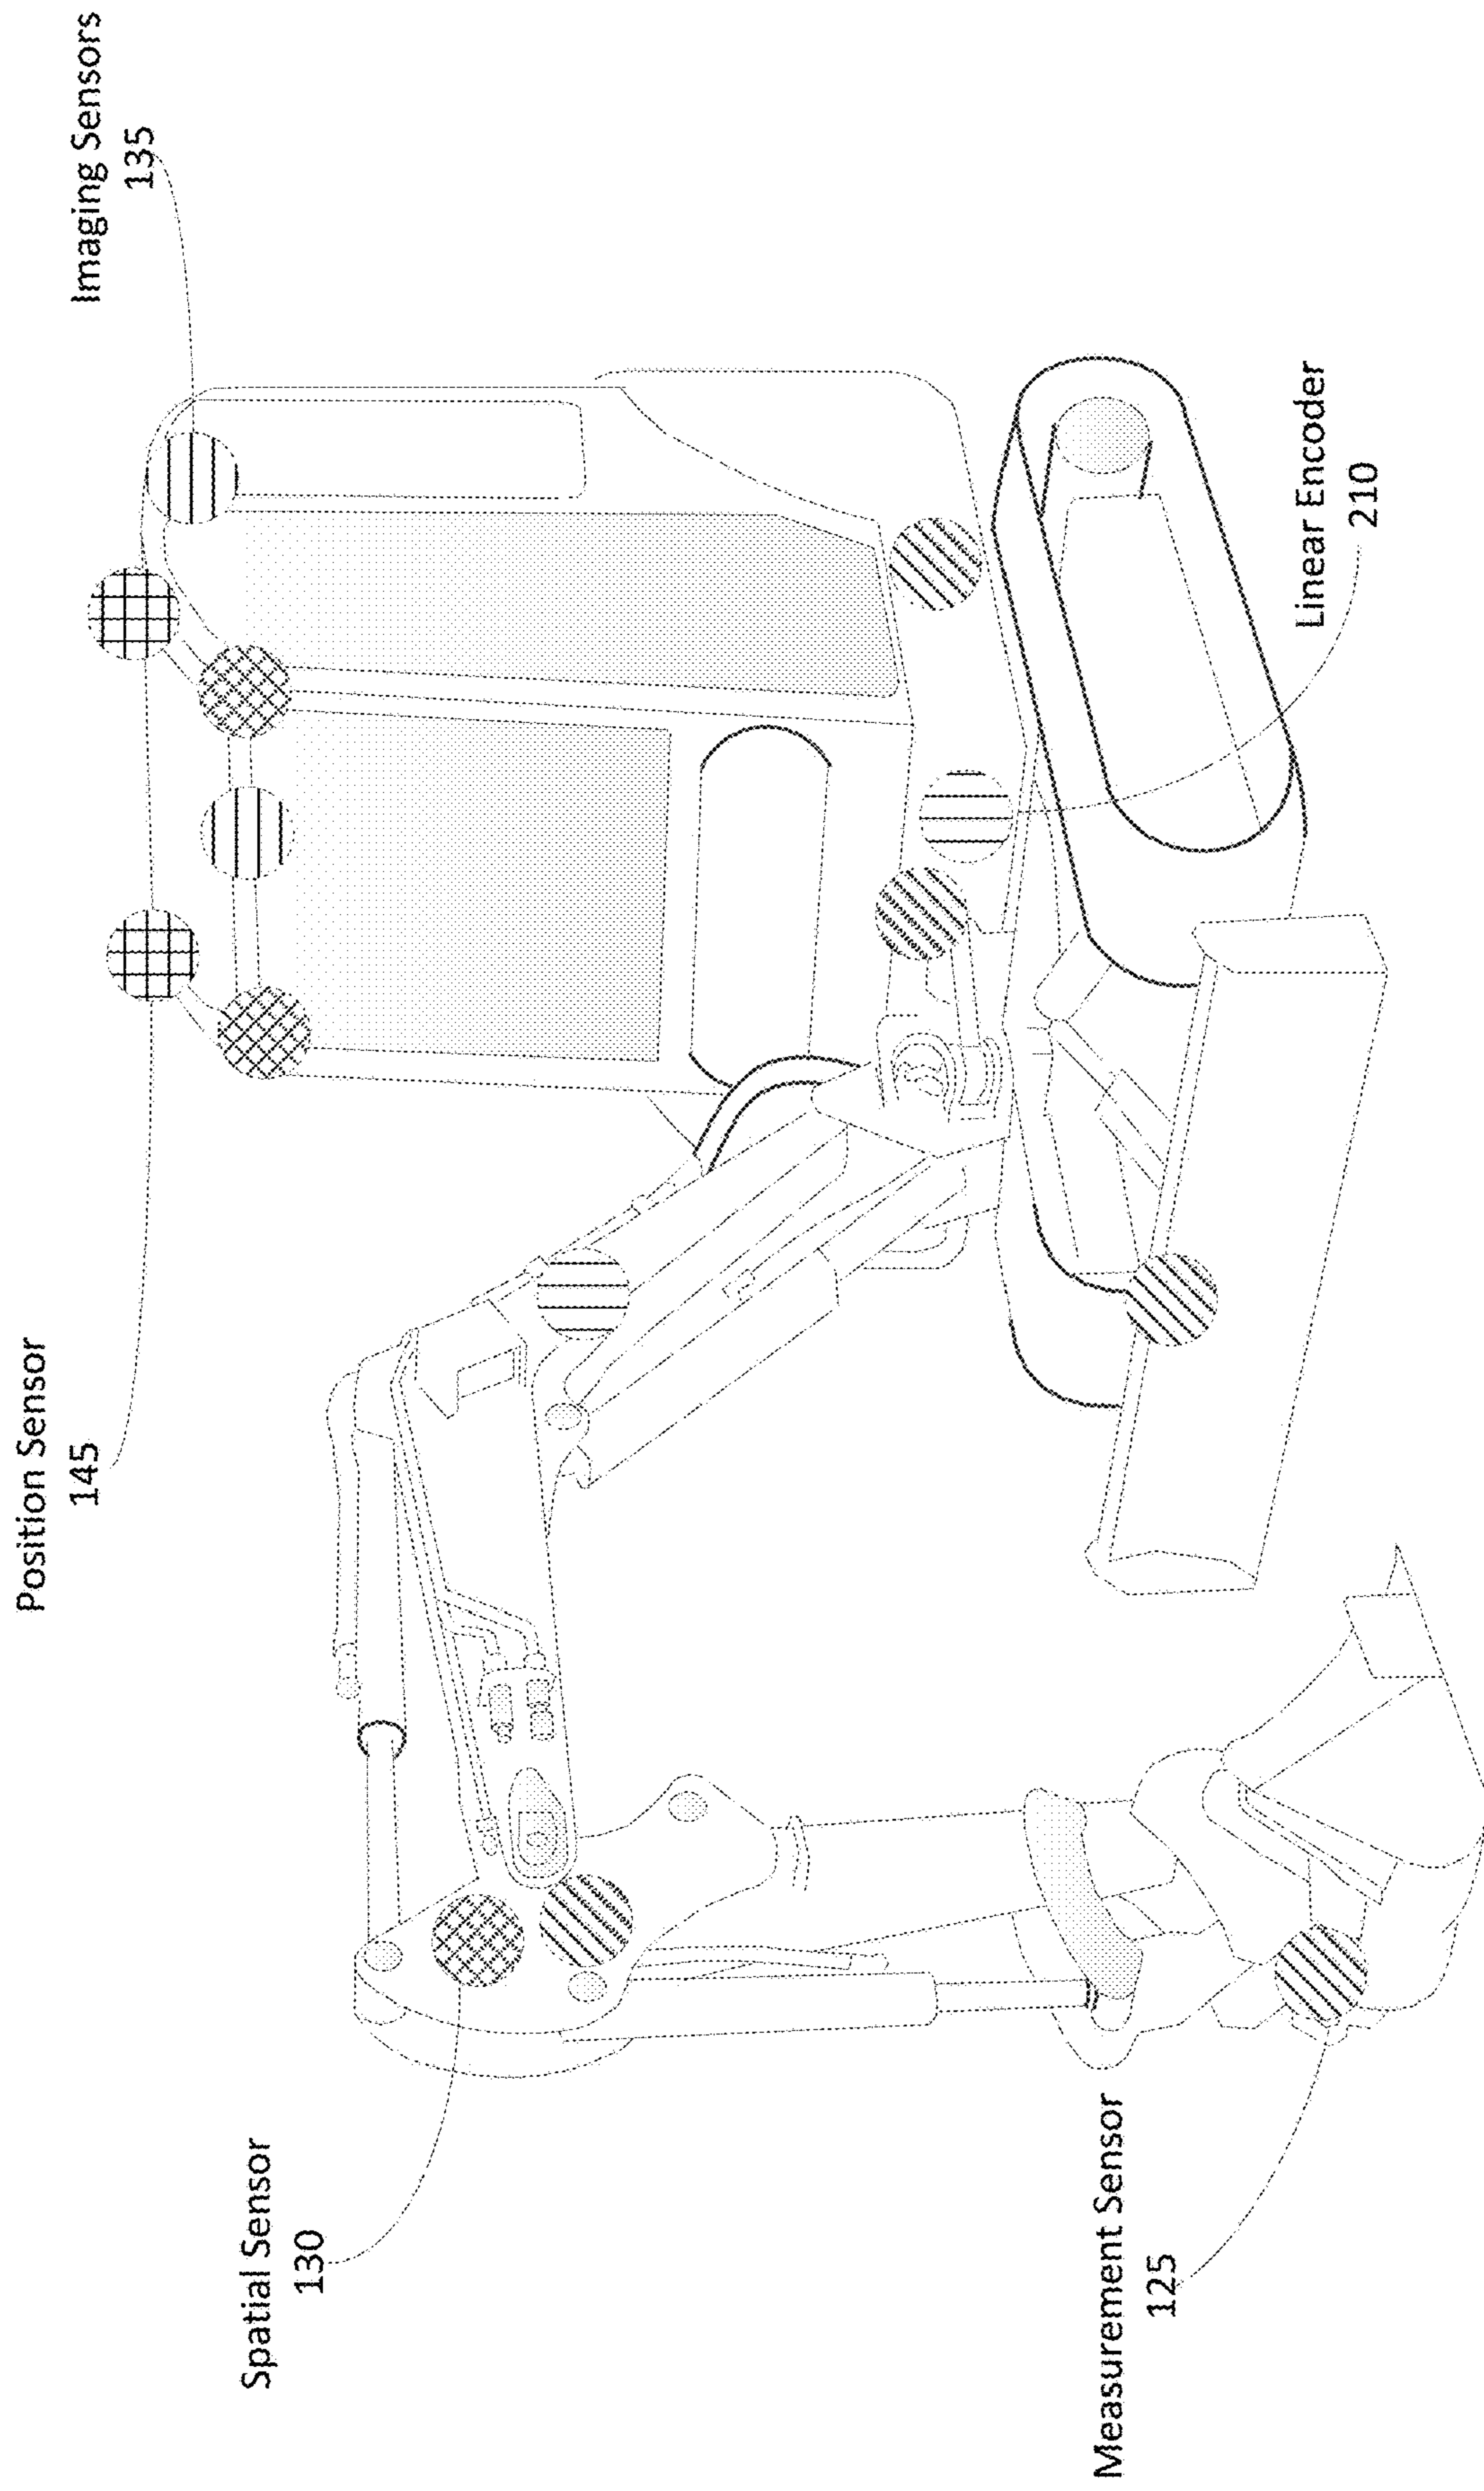 Position Sensor
145
Imaging Sensors
135
Spatial Sensor
130
Measurement Sensor
125
Linear Encoder
210